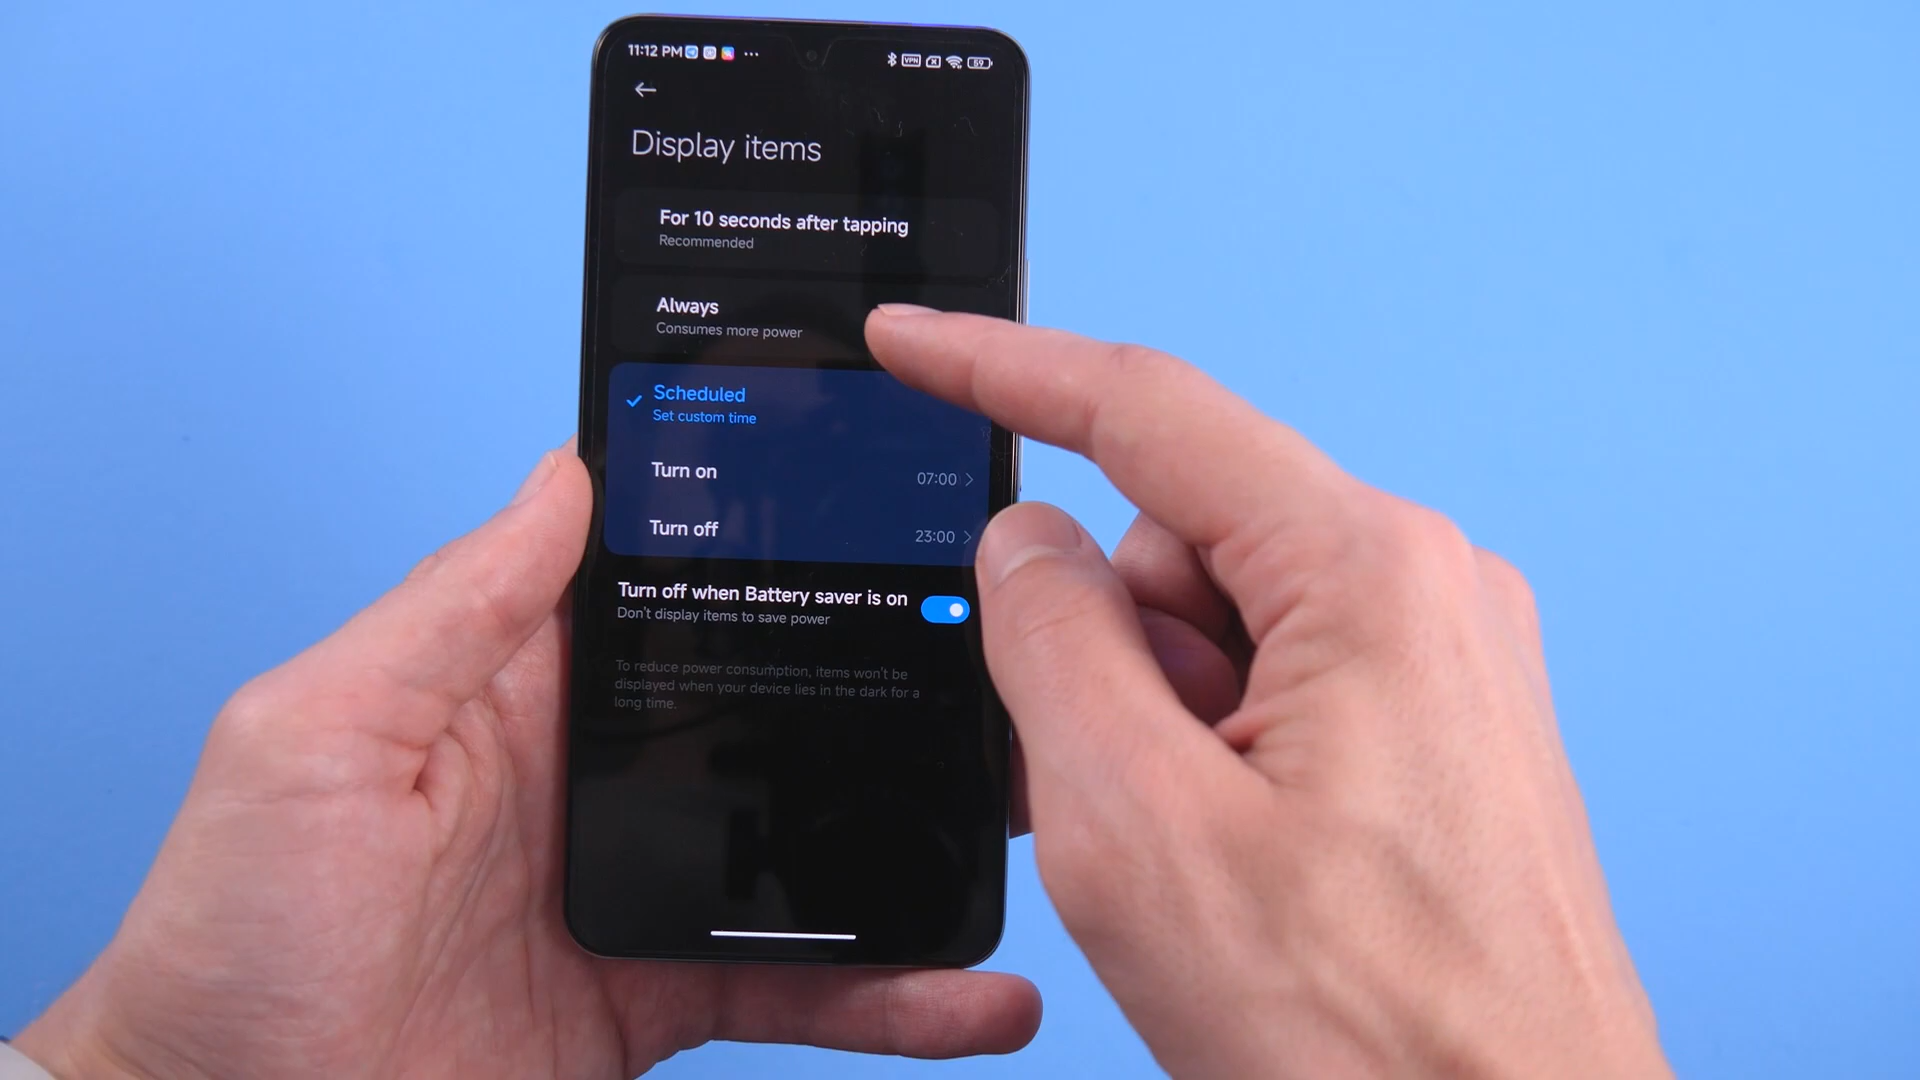 11:12 PM
VPN
59
Display items
For 10 seconds after tapping
Recommended
Always
Consumes more power
Scheduled
Set custom time
Turn on 07:00
Turn off 23:00
Turn off when Battery saver is on
Don't display items to save power
To reduce power consumption, items won't be
displayed when your device lies in the dark for a
long time.